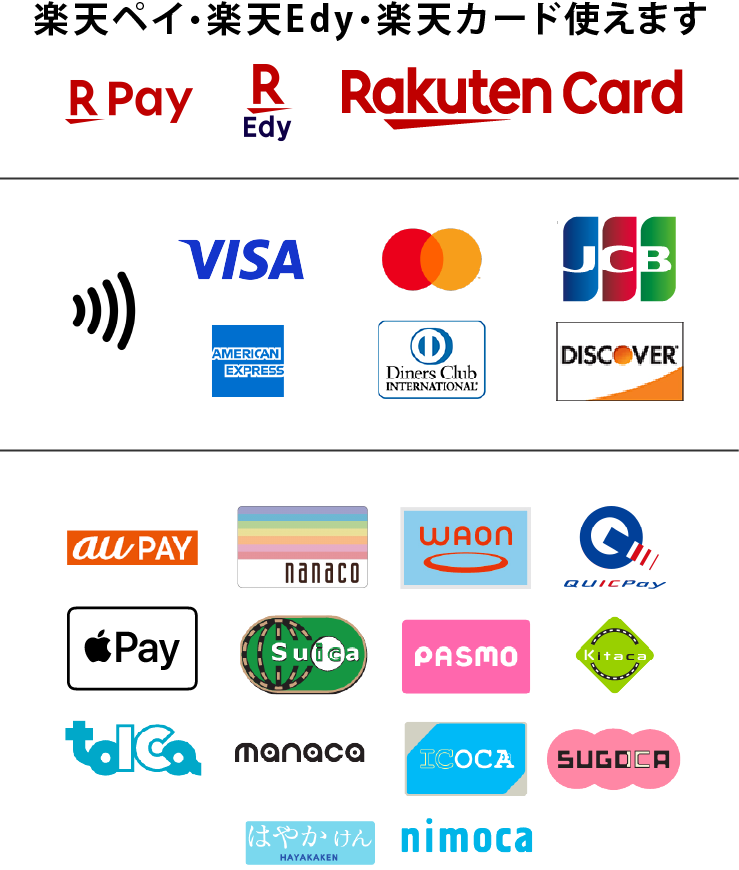 楽天ペイ・楽天Edy・楽天カード使えます
R Pay
R
Edy
Rakuten Card
VISA
JCB
AMERICAN
EXPRESS
Diners Club
INTERNATIONAL®
DISCOVER®
au PAY
nanaco
WAON
Q
QUICPay
Pay
Suica
PASMO
Kitaca
TOICA
manaca
ICOCA
SUGOCA
はやかけん
HAYAKAKEN
nimoca